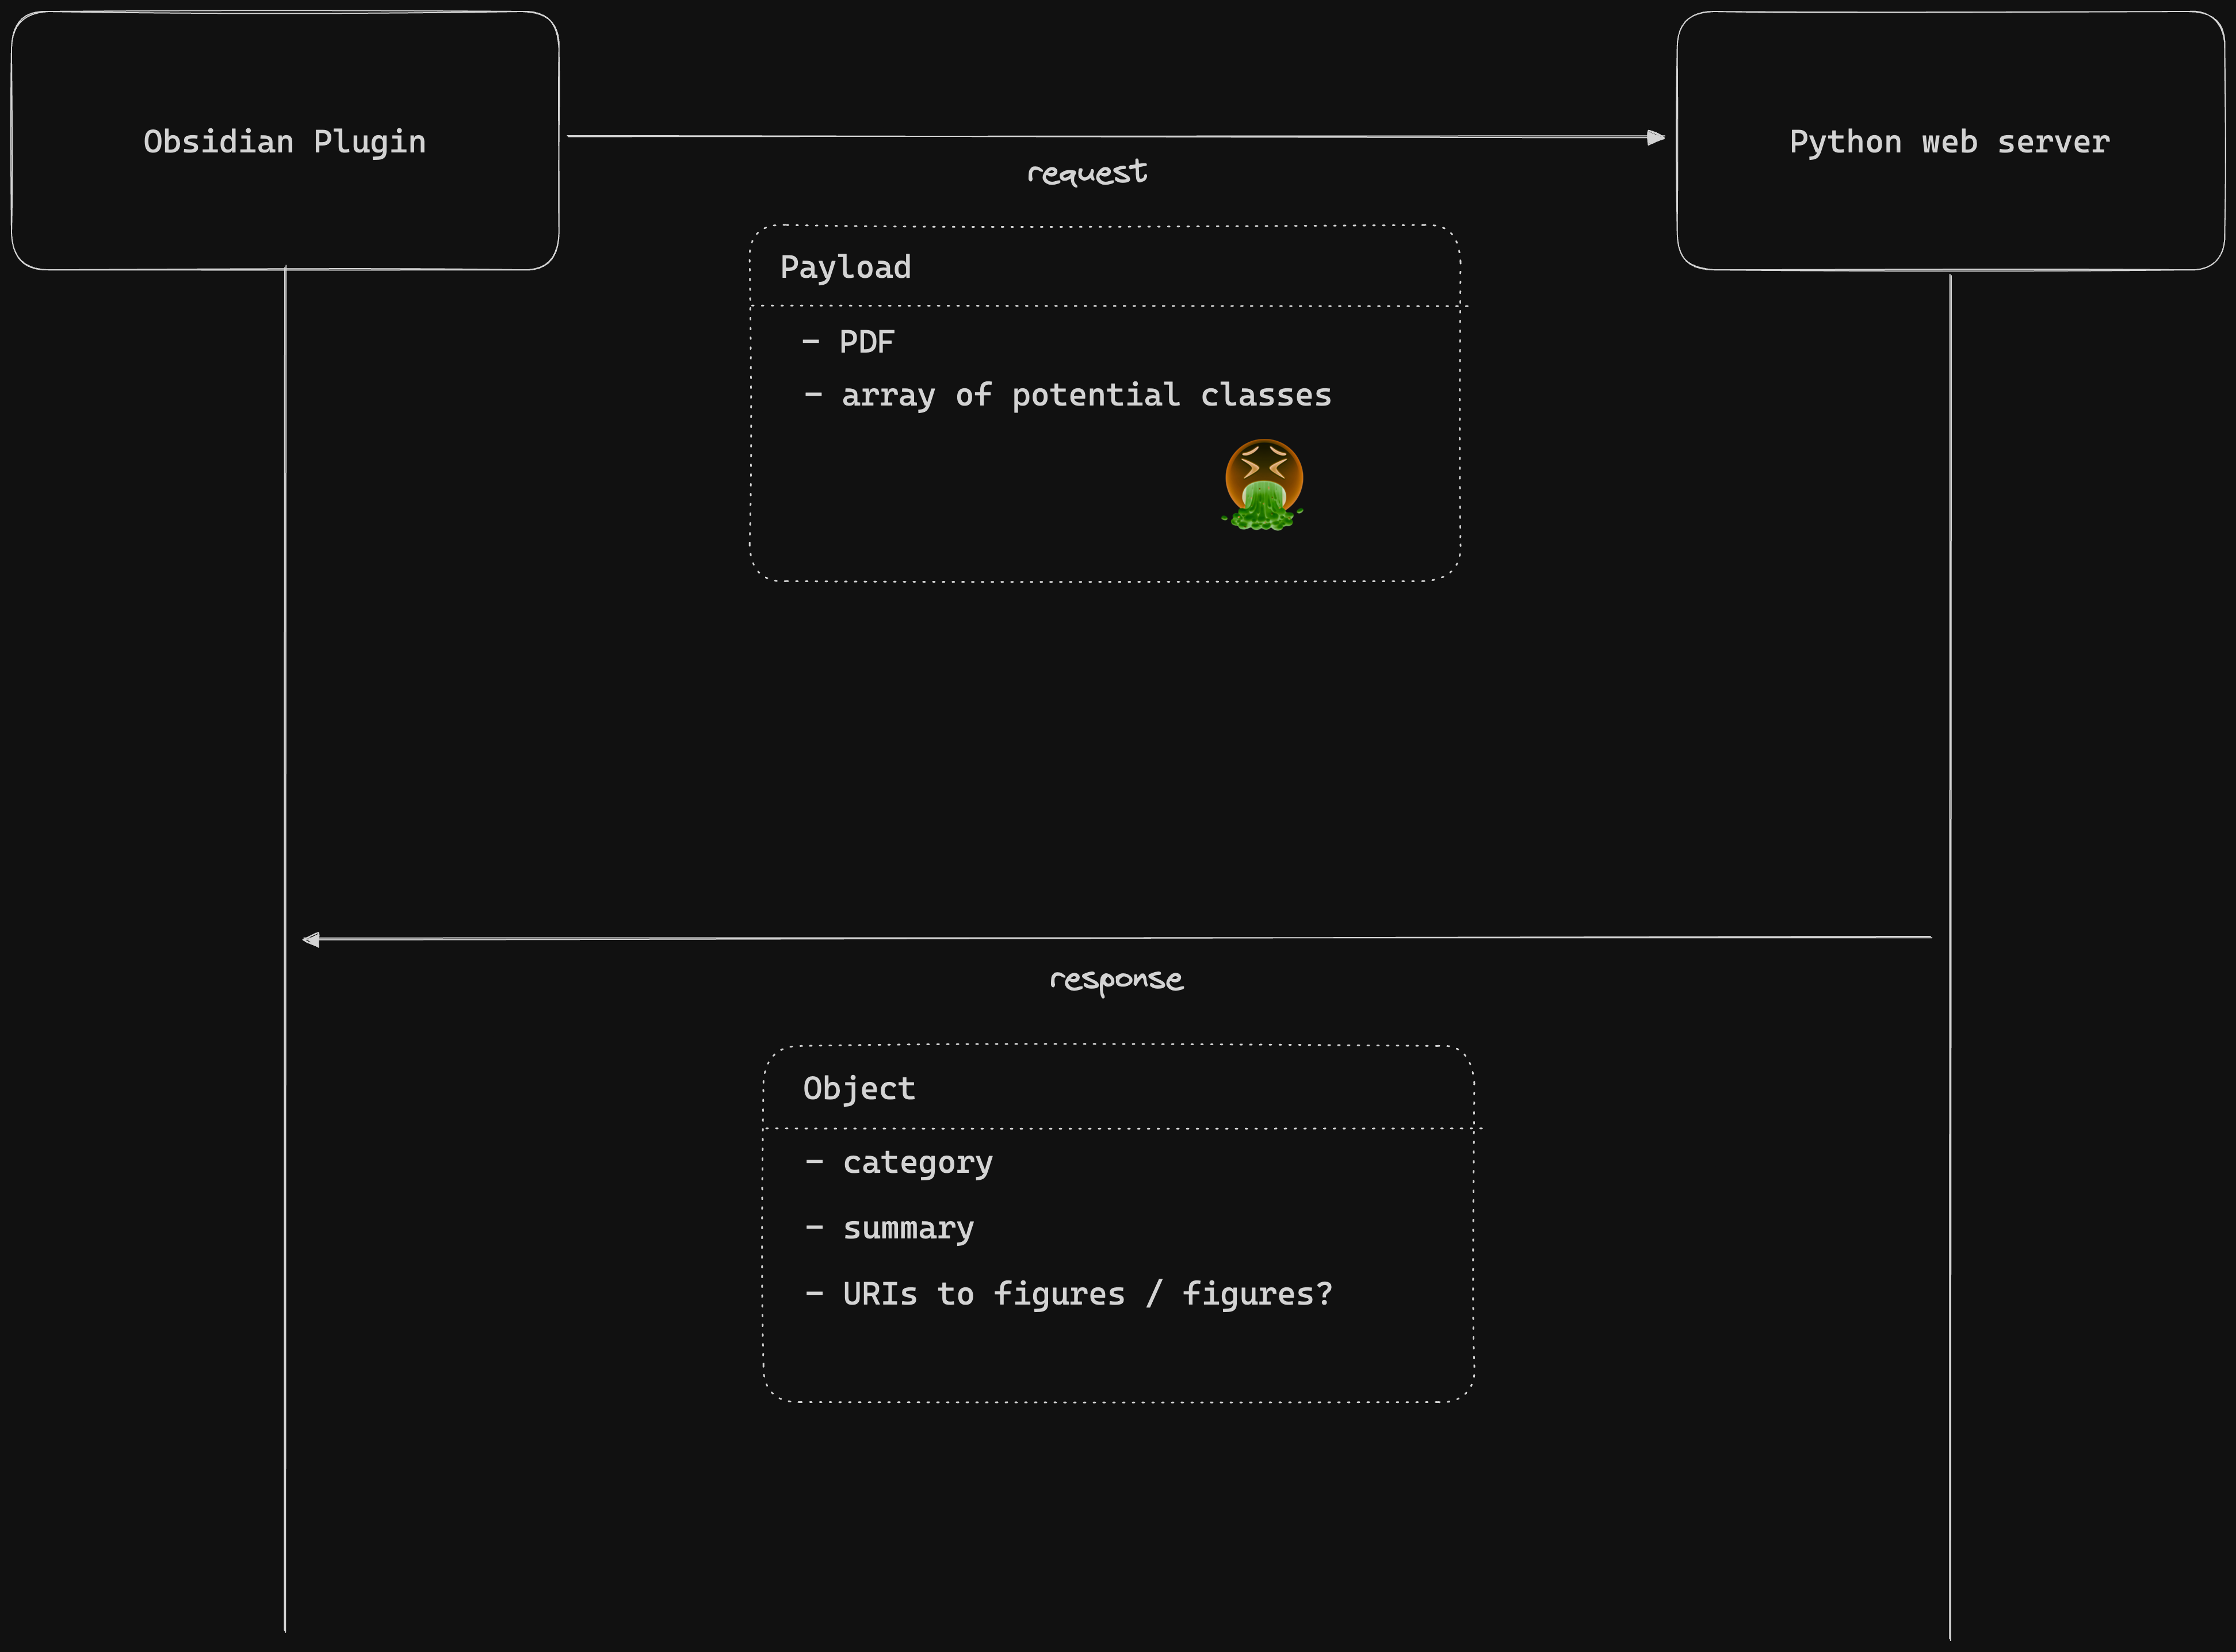 Obsidian Plugin
Python web server
request
Payload
- PDF
- array of potential classes
response
Object
- category
- summary
- URIs to figures / figures?